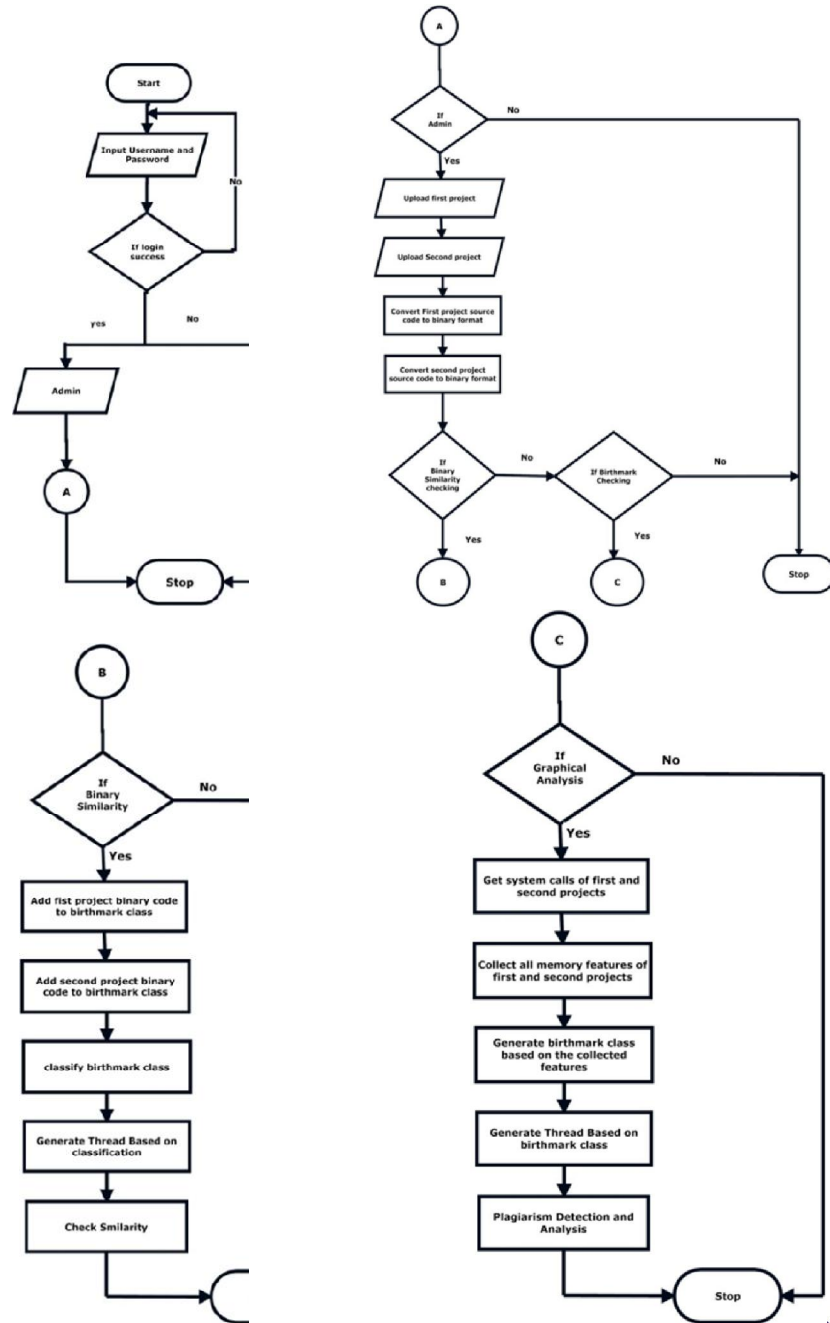 Start
Input Username and
Password
No
If login
success
yes
No
Admin
A
Stop
A
If
Admin
No
Yes
Upload first project
Upload Second project
Convert First project source
code to binary format
Convert second project
source code to binary format
If
Binary
Similarity
checking
No
If Birthmark
Checking
No
Yes
Yes
B
C
Stop
B
If
Binary
Similarity
No
Yes
Add fist project binary code
to birthmark class
Add second project binary
code to birthmark class
classify birthmark class
Generate Thread Based on
classification
Check Smilarity
C
If
Graphical
Analysis
No
Yes
Get system calls of first and
second projects
Collect all memory features of
first and second projects
Generate birthmark class
based on the collected
features
Generate Thread Based on
birthmark class
Plagiarism Detection and
Analysis
Stop